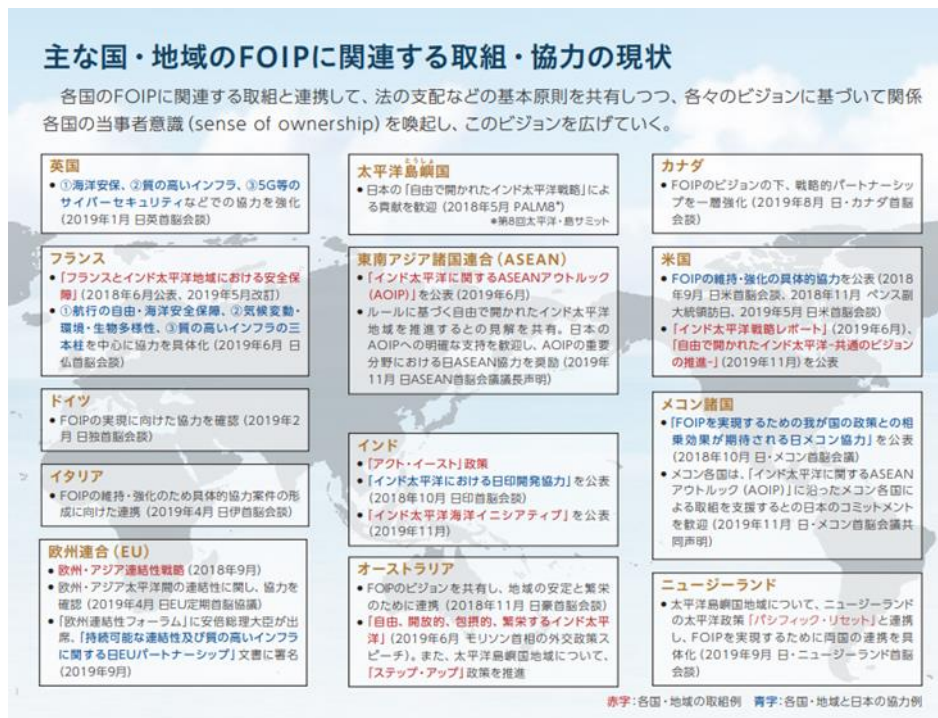 主な国・地域のFOIPに関連する取組・協力の現状
各国のFOIPに関連する取組と連携して、法の支配などの基本原則を共有しつつ、各々のビジョンに基づいて関係
各国の当事者意識（sense of ownership）を喚起し、このビジョンを広げていく。
英国
• ①海洋安保、②質の高いインフラ、③5G等の
サイバーセキュリティなどでの協力を強化
（2019年1月 日英首脳会談）
フランス
• 「フランスとインド太平洋地域における安全保
障」（2018年6月公表、2019年5月改訂）
• ①航行の自由・海洋安全保障、②気候変動・
環境・生物多様性、③質の高いインフラの三
本柱を中心に協力を具体化（2019年6月 日
仏首脳会談）
ドイツ
• FOIPの実現に向けた協力を確認（2019年2
月 日独首脳会談）
イタリア
• FOIPの維持・強化のため具体的協力案件の形
成に向けた連携（2019年4月 日伊首脳会談）
欧州連合（EU）
• 欧州・アジア連結性戦略（2018年9月）
• 欧州・アジア太平洋間の連結性に関し、協力を
確認（2019年4月 日EU定期首脳協議）
• 「欧州連結性フォーラム」に安倍総理大臣が出
席、「持続可能な連結性及び質の高いインフラ
に関する日EUパートナーシップ」文書に署名
（2019年9月）
太平洋島嶼国
とうしょ
• 日本の「自由で開かれたインド太平洋戦略」によ
る貢献を歓迎（2018年5月 PALM8*）
*第8回太平洋・島サミット
東南アジア諸国連合（ASEAN）
• 「インド太平洋に関するASEANアウトルック
（AOIP）」を公表（2019年6月）
• ルールに基づく自由で開かれたインド太平洋
地域を推進するとの見解を共有。日本の
AOIPへの明確な支持を歓迎し、AOIPの重要
分野における日ASEAN協力を奨励（2019年
11月 日ASEAN首脳会議議長声明）
インド
• 「アクト・イースト」政策
• 「インド太平洋における日印開発協力」を公表
（2018年10月 日印首脳会談）
• 「インド太平洋海洋イニシアティブ」を公表
（2019年11月）
オーストラリア
• FOIPのビジョンを共有し、地域の安定と繁栄
のために連携（2018年11月 日豪首脳会談）
• 「自由、開放的、包摂的、繁栄するインド太平
洋」（2019年6月 モリソン首相の外交政策ス
ピーチ）。また、太平洋島嶼国地域について、
「ステップ・アップ」政策を推進
カナダ
• FOIPのビジョンの下、戦略的パートナーシッ
プを一層強化（2019年8月 日・カナダ首脳
会談）
米国
• FOIPの維持・強化の具体的協力を公表（2018
年9月 日米首脳会談、2018年11月 ペンス副
大統領訪日、2019年5月 日米首脳会談）
• 「インド太平洋戦略レポート」（2019年6月）、
「自由で開かれたインド太平洋-共通のビジョン
の推進-」（2019年11月）を公表
メコン諸国
• 「FOIPを実現するための我が国の政策との相
乗効果が期待される日メコン協力」を公表
（2018年10月 日・メコン首脳会議）
• メコン各国は、「インド太平洋に関するASEAN
アウトルック（AOIP）」に沿ったメコン各国によ
る取組を支援するとの日本のコミットメント
を歓迎（2019年11月 日・メコン首脳会議共
同声明）
ニュージーランド
• 太平洋島嶼国地域について、ニュージーランド
の太平洋政策「パシフィック・リセット」と連携
し、FOIPを実現するために両国の連携を具
体化（2019年9月 日・ニュージーランド首脳
会談）
赤字：各国・地域の取組例 青字：各国・地域と日本の協力例